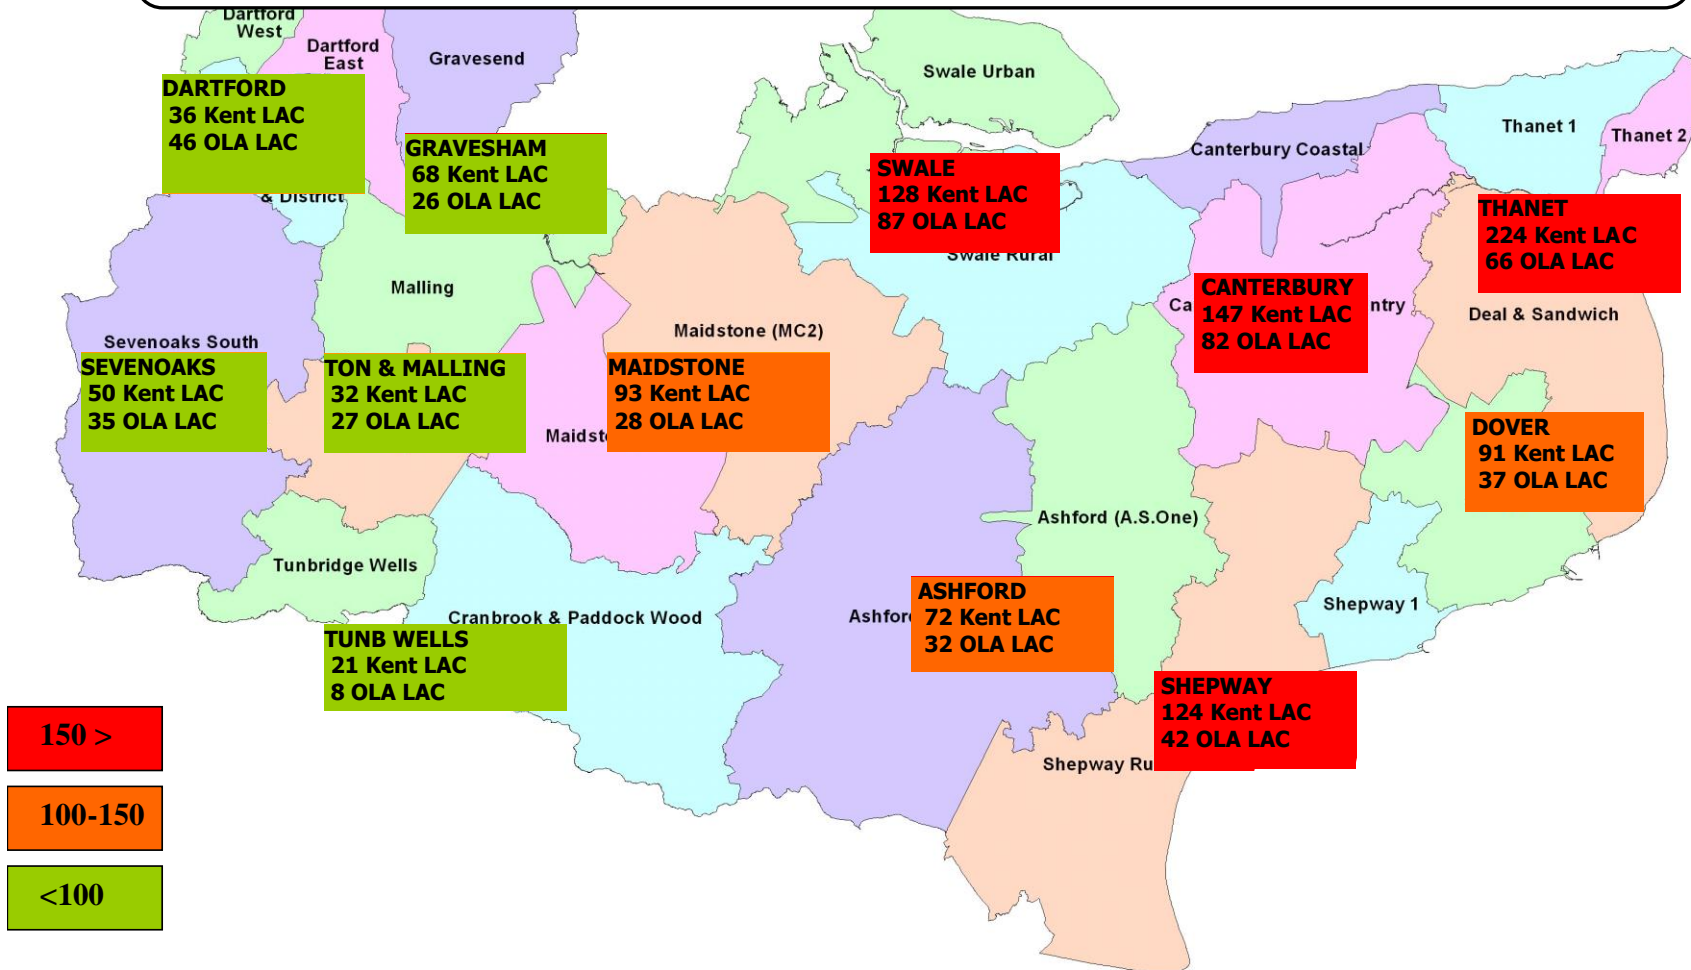 Dartford
West
Dartford
East
Gravesend
Swale Urban
Thanet 1
Thanet 2
Canterbury Coastal
DARTFORD
36 Kent LAC
46 OLA LAC
GRAVESHAM
68 Kent LAC
26 OLA LAC
SWALE
128 Kent LAC
87 OLA LAC
THANET
224 Kent LAC
66 OLA LAC
& District
Swale Rural
Malling
Maidstone (MC2)
CANTERBURY
147 Kent LAC
82 OLA LAC
Ca
ntry
Deal & Sandwich
Sevenoaks South
SEVENOAKS
50 Kent LAC
35 OLA LAC
TON & MALLING
32 Kent LAC
27 OLA LAC
MAIDSTONE
93 Kent LAC
28 OLA LAC
Maidst
DOVER
91 Kent LAC
37 OLA LAC
Ashford (A.S.One)
Tunbridge Wells
Cranbrook & Paddock Wood
Ashfor
ASHFORD
72 Kent LAC
32 OLA LAC
Shepway 1
TUNB WELLS
21 Kent LAC
8 OLA LAC
SHEPWAY
124 Kent LAC
42 OLA LAC
Shepway Ru
150 >
100-150
<100